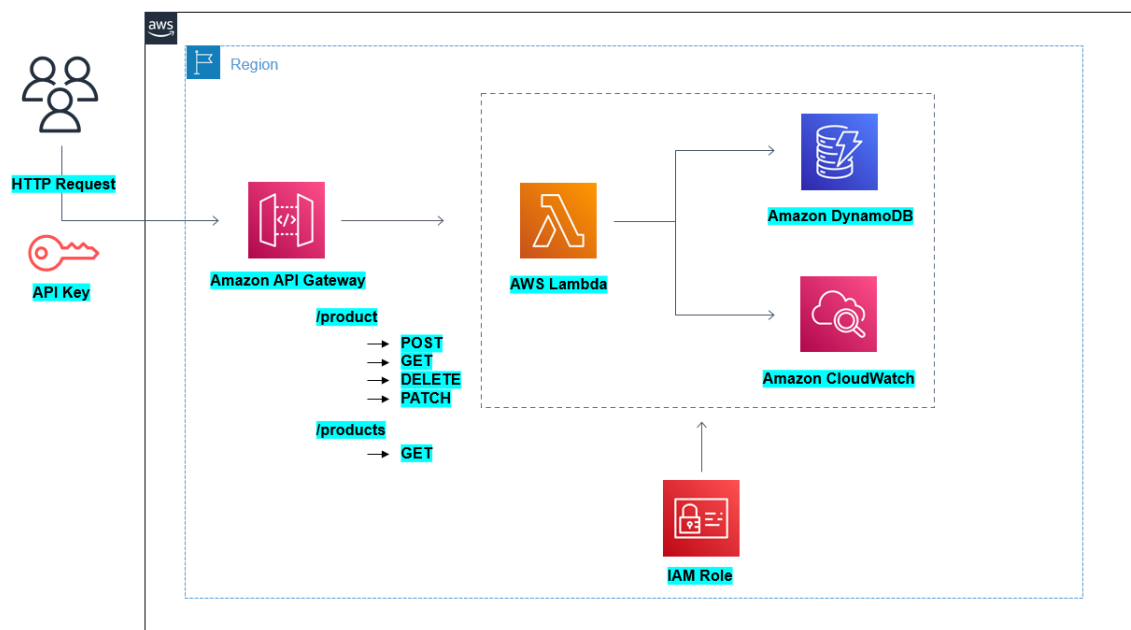 aws
Region
HTTP Request
API Key
Amazon API Gateway
/product
POST
GET
DELETE
PATCH
/products
GET
AWS Lambda
Amazon DynamoDB
Amazon CloudWatch
IAM Role